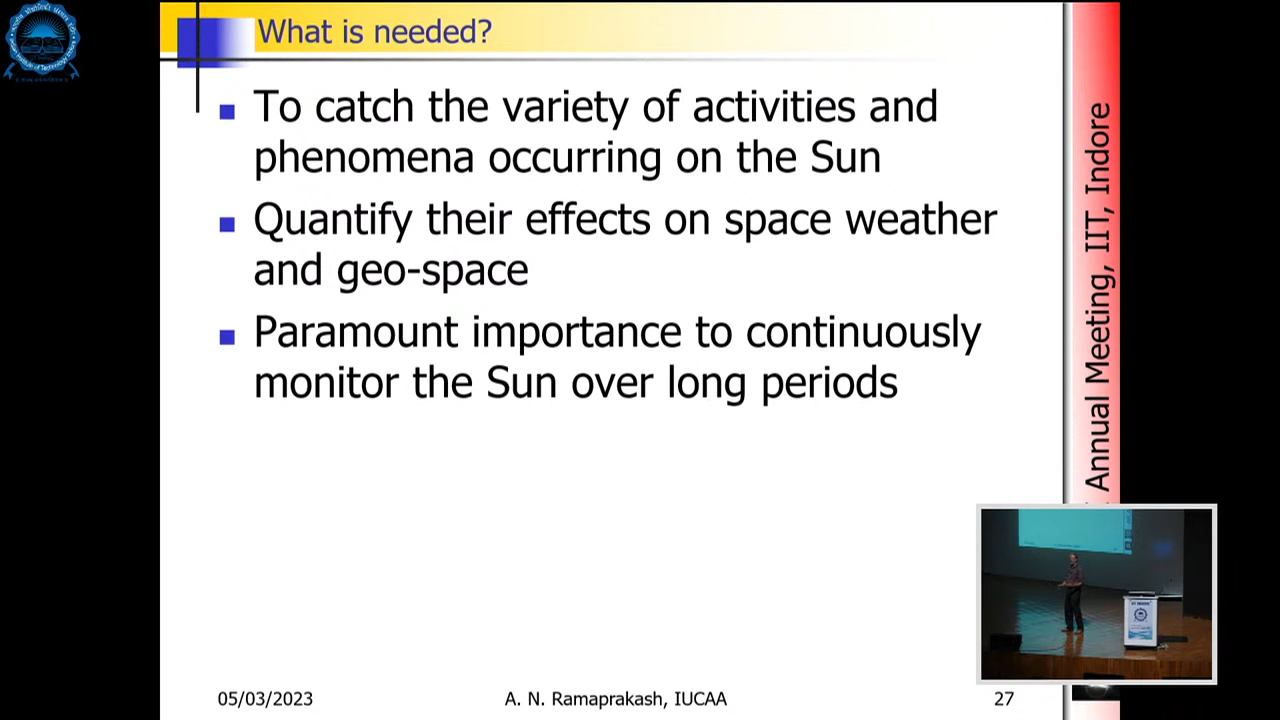 What is needed?
To catch the variety of activities and
phenomena occurring on the Sun
Quantify their effects on space weather
and geo-space
Paramount importance to continuously
monitor the Sun over long periods
Annual Meeting, IIT, Indore
05/03/2023
A. N. Ramaprakash, IUCAA
27